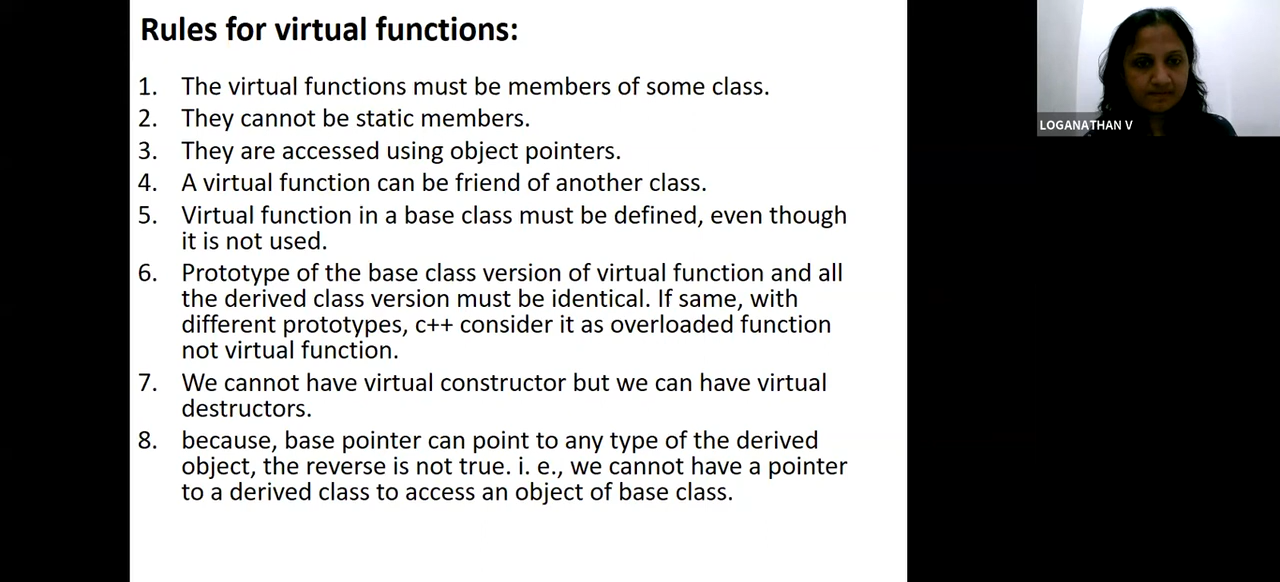 Rules for virtual functions:
1. The virtual functions must be members of some class.
2. They cannot be static members.
3. They are accessed using object pointers.
4. A virtual function can be friend of another class.
5. Virtual function in a base class must be defined, even though
it is not used.
6. Prototype of the base class version of virtual function and all
the derived class version must be identical. If same, with
different prototypes, c++ consider it as overloaded function
not virtual function.
7. We cannot have virtual constructor but we can have virtual
destructors.
8. because, base pointer can point to any type of the derived
object, the reverse is not true. i. e., we cannot have a pointer
to a derived class to access an object of base class.
LOGANATHAN V